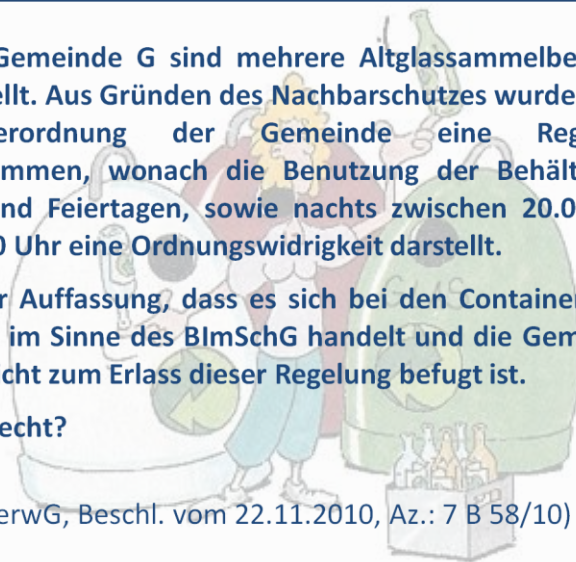 Gemeinde G sind mehrere Altglassammelbe
ellt. Aus Gründen des Nachbarschutzes wurde
erordnung der Gemeinde eine Reg
mmen, wonach die Benutzung der Behält
nd Feiertagen, sowie nachts zwischen 20.0
0 Uhr eine Ordnungswidrigkeit darstellt.
r Auffassung, dass es sich bei den Container
im Sinne des BImSchG handelt und die Gem
icht zum Erlass dieser Regelung befugt ist.
echt?
erwG, Beschl. vom 22.11.2010, Az.: 7 B 58/10)